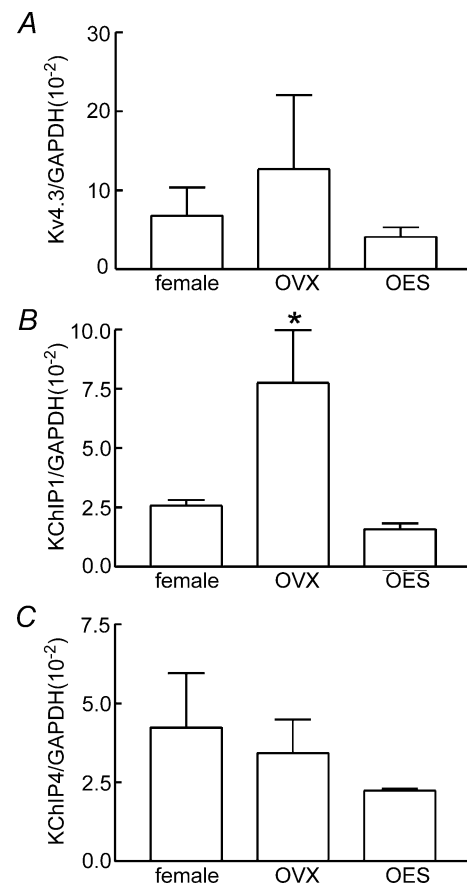 A
Kv4.3/GAPDH(10-2)
30
20
10
0
female OVX OES
B
*
KChIP1/GAPDH(10-2)
10.0
7.5
5.0
2.5
0.0
female OVX OES
C
KChIP4/GAPDH(10-2)
7.5
5.0
2.5
0.0
female OVX OES